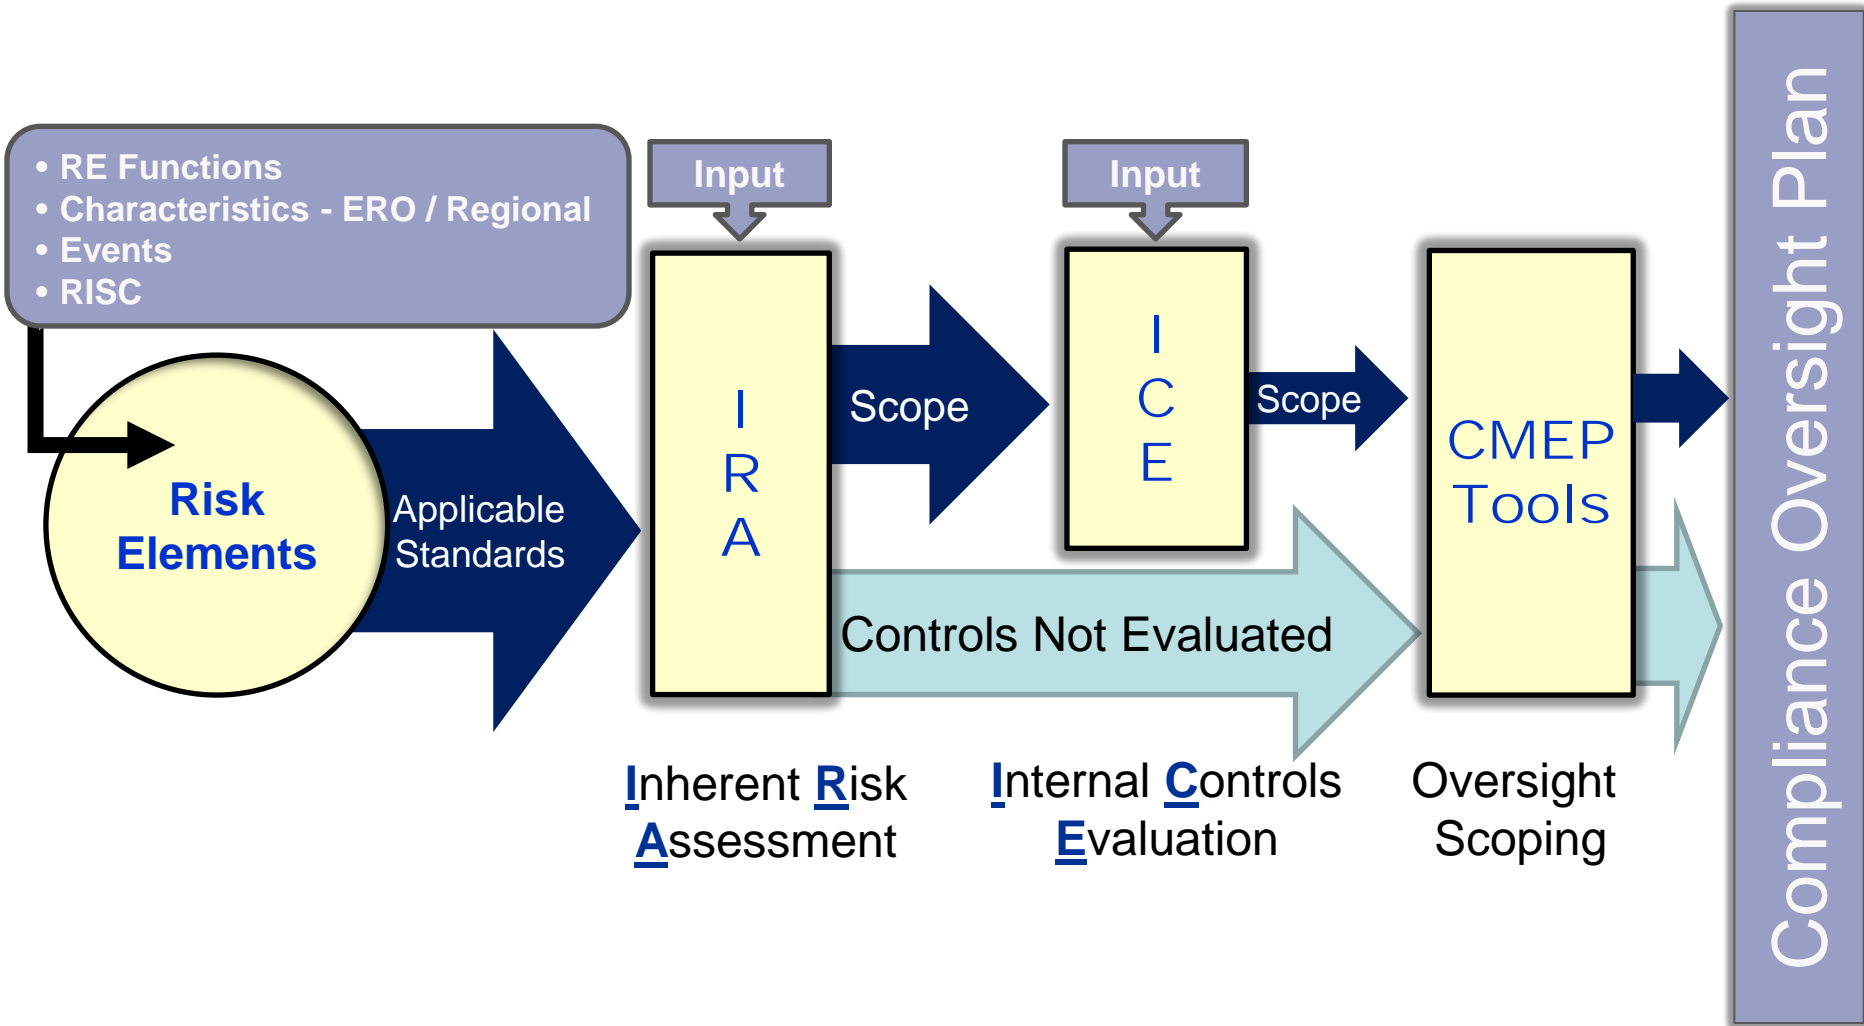 • RE Functions
• Characteristics - ERO / Regional
• Events
• RISC
Risk
Elements
Applicable
Standards
Input
I
R
A
Scope
Input
I
C
E
Scope
CMEP
Tools
Controls Not Evaluated
Inherent Risk
Assessment
Internal Controls
Evaluation
Oversight
Scoping
Compliance Oversight Plan